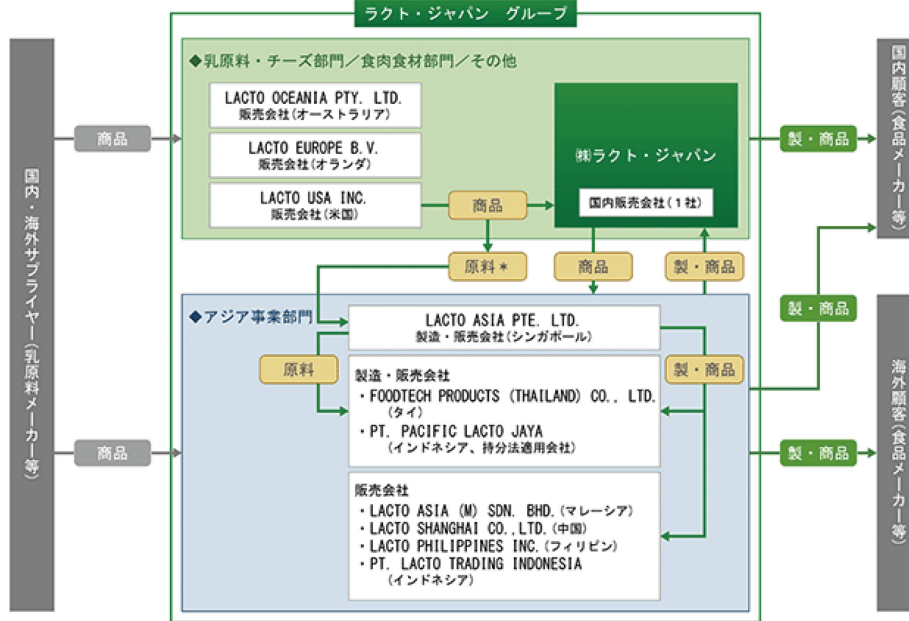 ラクト・ジャパン グループ
国内・海外サプライヤー(乳原料メーカー等)
商品
商品
◆乳原料・チーズ部門／食肉食材部門／その他
LACTO OCEANIA PTY. LTD.
販売会社(オーストラリア)
LACTO EUROPE B.V.
販売会社(オランダ)
LACTO USA INC.
販売会社(米国)
商品
㈱ラクト・ジャパン
国内販売会社(1社)
原料＊
商品
製・商品
◆アジア事業部門
LACTO ASIA PTE. LTD.
製造・販売会社(シンガポール)
原料
製・商品
製造・販売会社
・FOODTECH PRODUCTS (THAILAND) CO., LTD.
(タイ)
・PT. PACIFIC LACTO JAYA
(インドネシア、持分法適用会社)
販売会社
・LACTO ASIA (M) SDN. BHD.(マレーシア)
・LACTO SHANGHAI CO.,LTD.(中国)
・LACTO PHILIPPINES INC.(フィリピン)
・PT. LACTO TRADING INDONESIA
(インドネシア)
製・商品
製・商品
製・商品
国内顧客(食品メーカー等)
海外顧客(食品メーカー等)